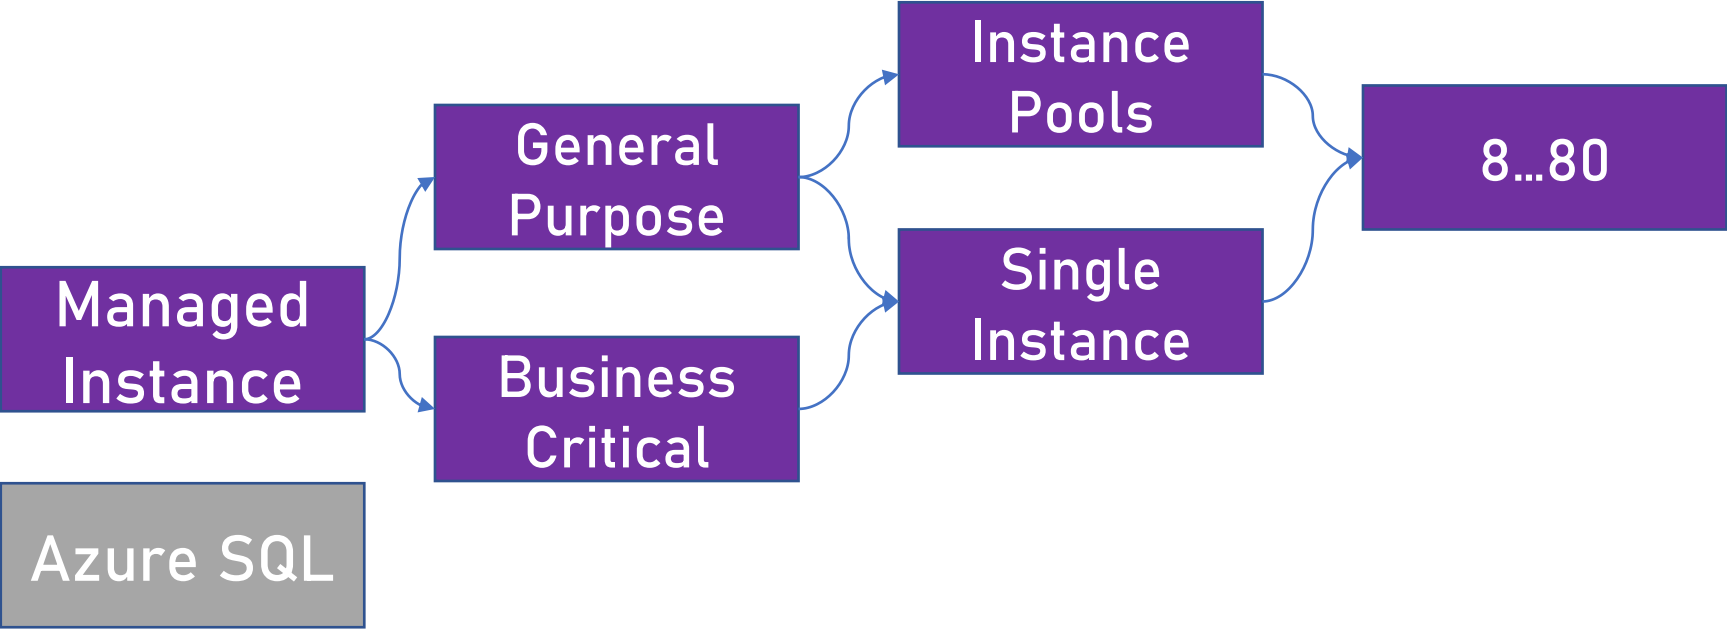 Managed
Instance
Azure SQL
General
Purpose
Business
Critical
Instance
Pools
Single
Instance
8...80